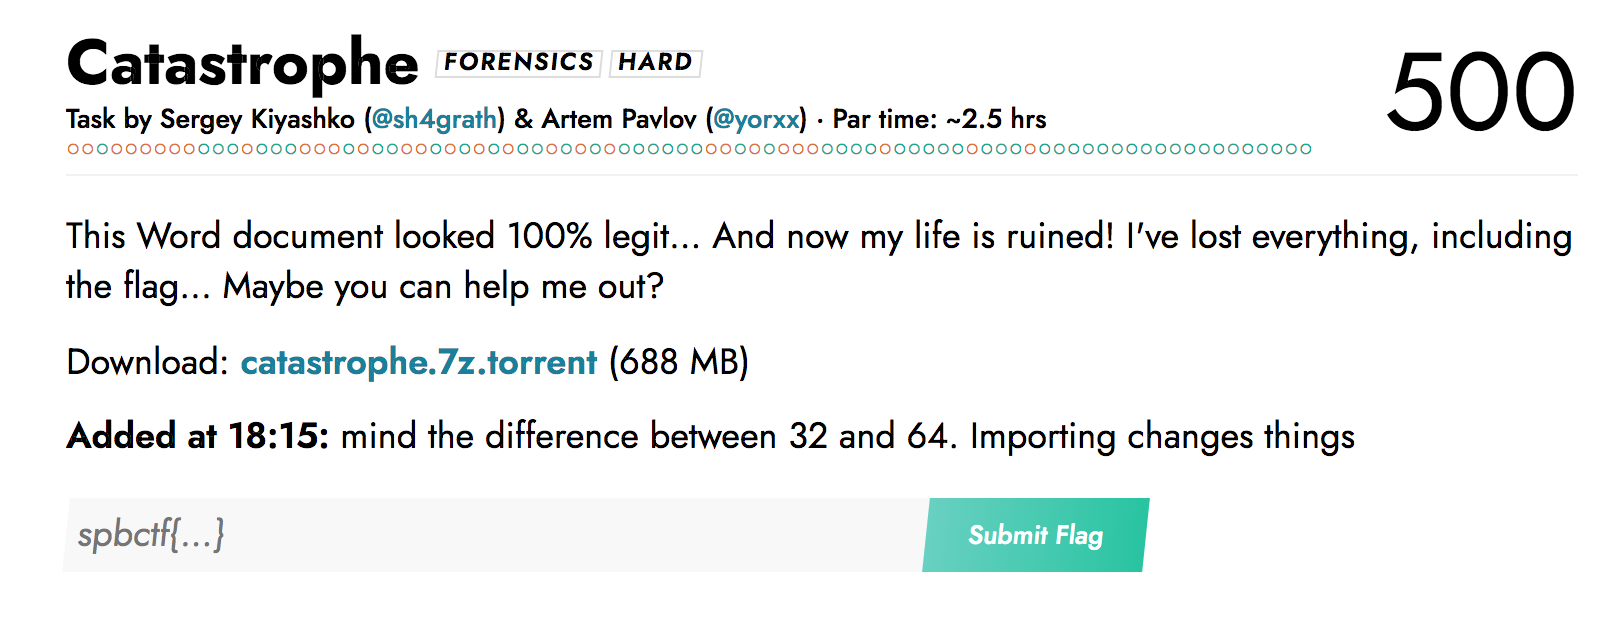 Catastrophe FORENSICS HARD 500
Task by Sergey Kiyashko (@sh4grath) & Artem Pavlov (@yorxx) · Par time: ~2.5 hrs
This Word document looked 100% legit... And now my life is ruined! I've lost everything, including
the flag... Maybe you can help me out?
Download: catastrophe.7z.torrent (688 MB)
Added at 18:15: mind the difference between 32 and 64. Importing changes things
spbctf{...} Submit Flag